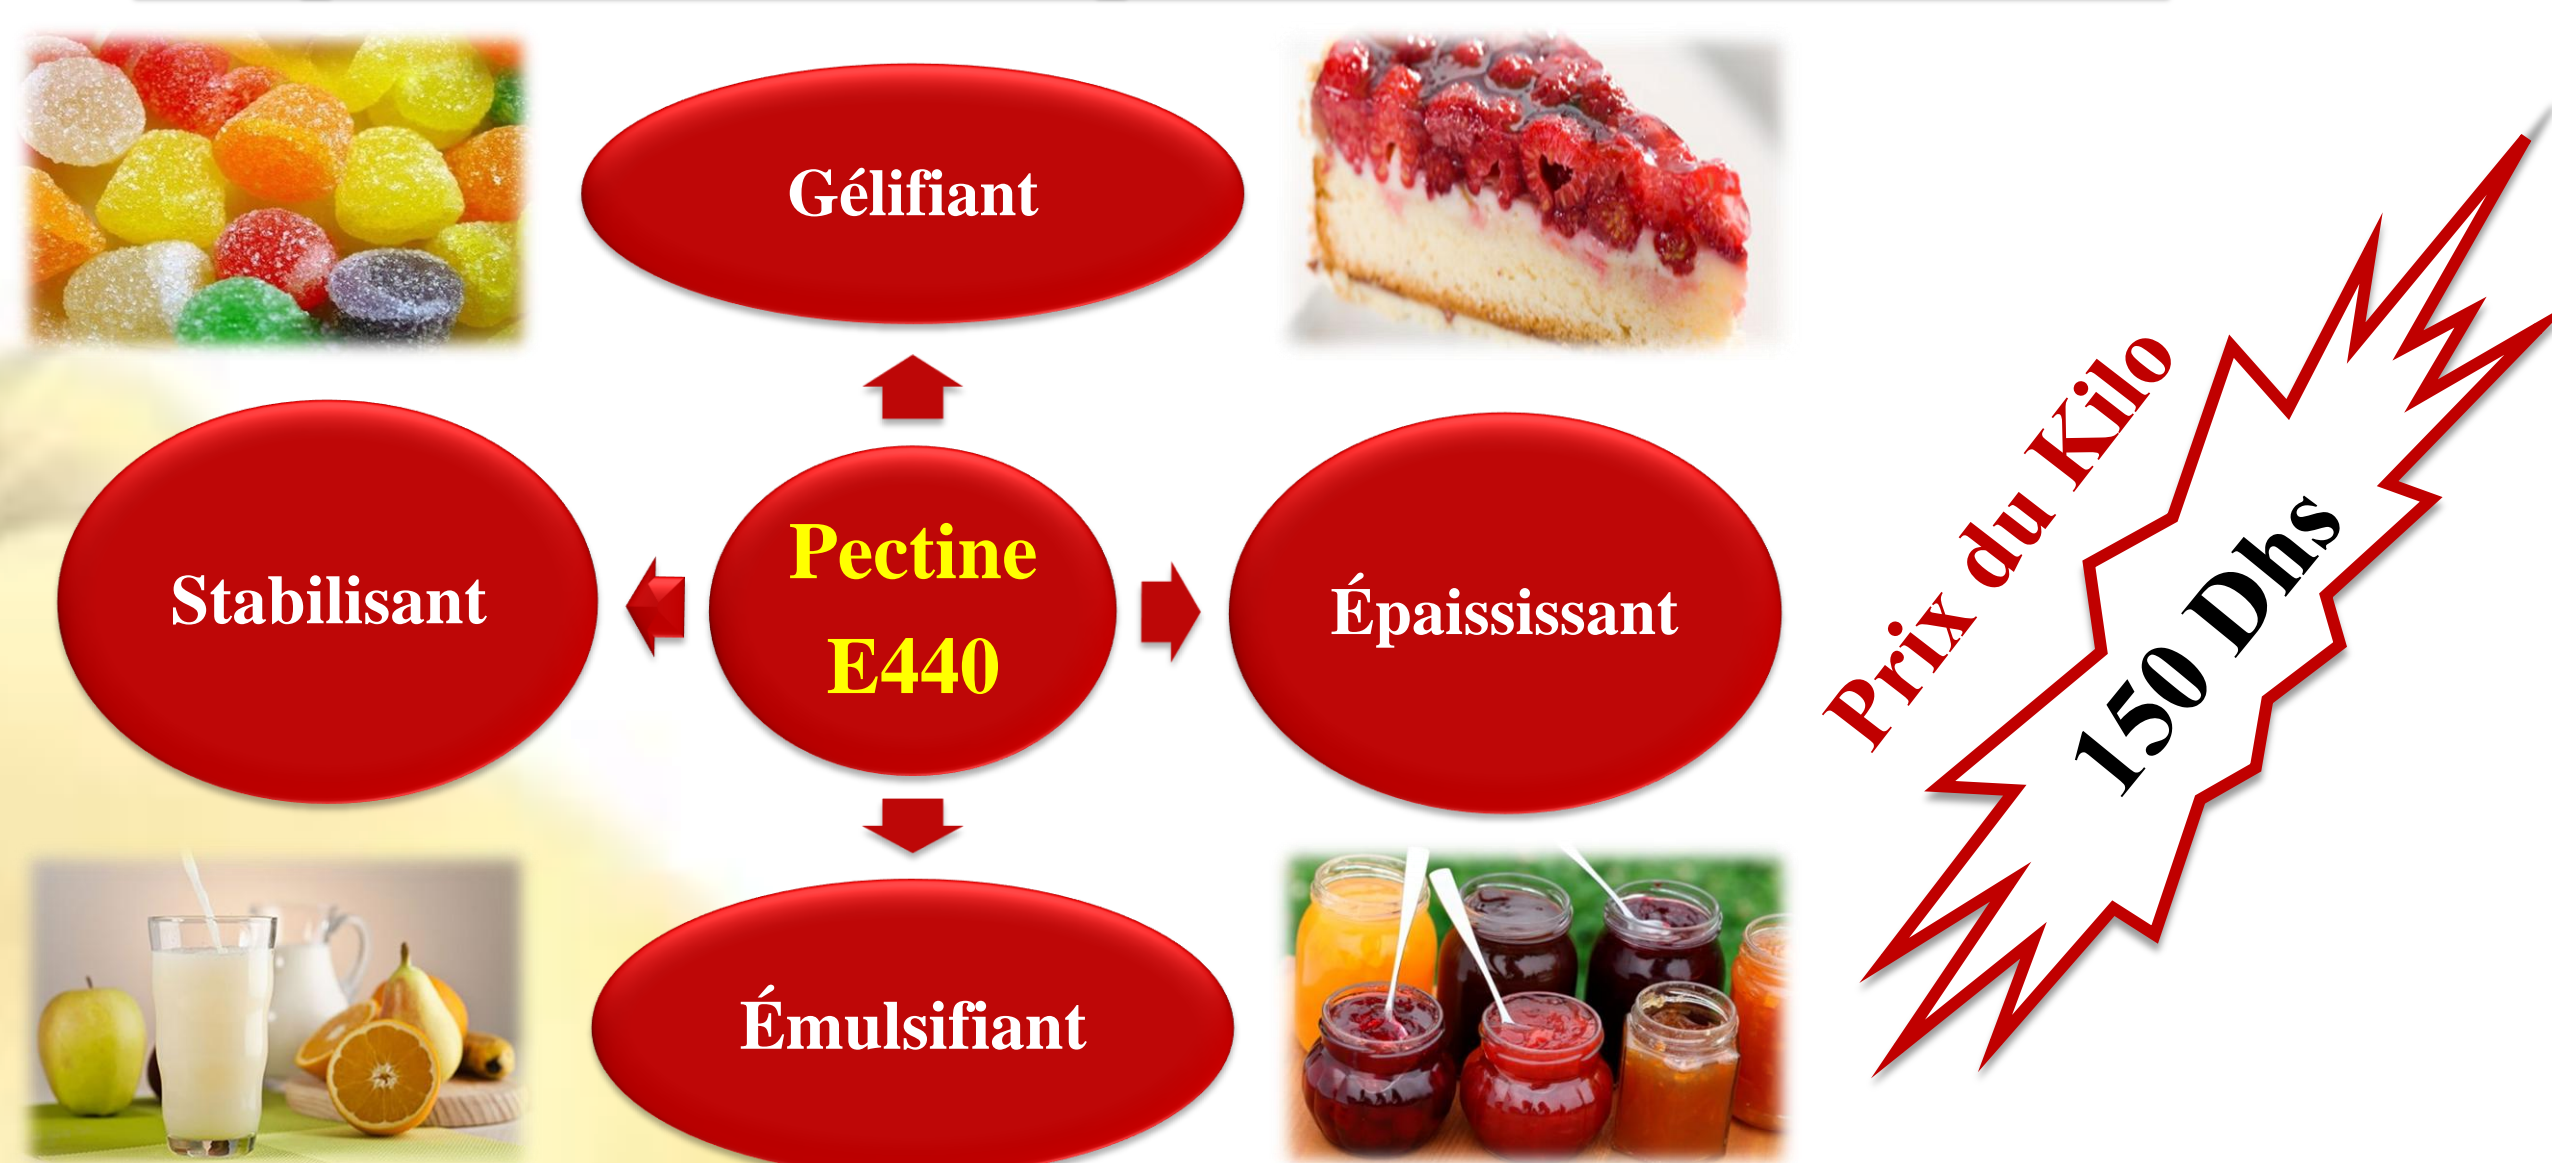 Gélifiant
Stabilisant
Pectine
E440
Épaississant
Émulsifiant
Prix du Kilo
150 Dhs